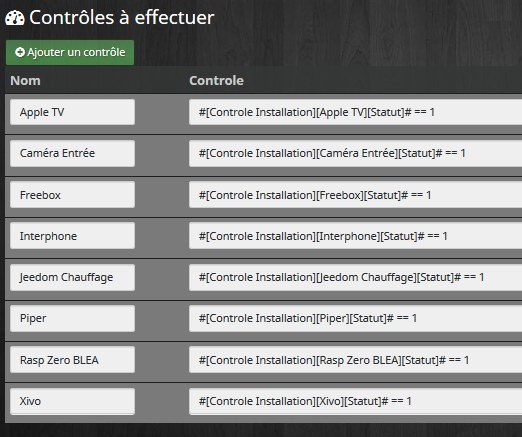 Contrôles à effectuer
Ajouter un contrôle
Nom Controle
Apple TV #[Controle Installation][Apple TV][Statut]# == 1
Caméra Entrée #[Controle Installation][Caméra Entrée][Statut]# == 1
Freebox #[Controle Installation][Freebox][Statut]# == 1
Interphone #[Controle Installation][Interphone][Statut]# == 1
Jeedom Chauffage #[Controle Installation][Jeedom Chauffage][Statut]# == 1
Piper #[Controle Installation][Piper][Statut]# == 1
Rasp Zero BLEA #[Controle Installation][Rasp Zero BLEA][Statut]# == 1
Xivo #[Controle Installation][Xivo][Statut]# == 1